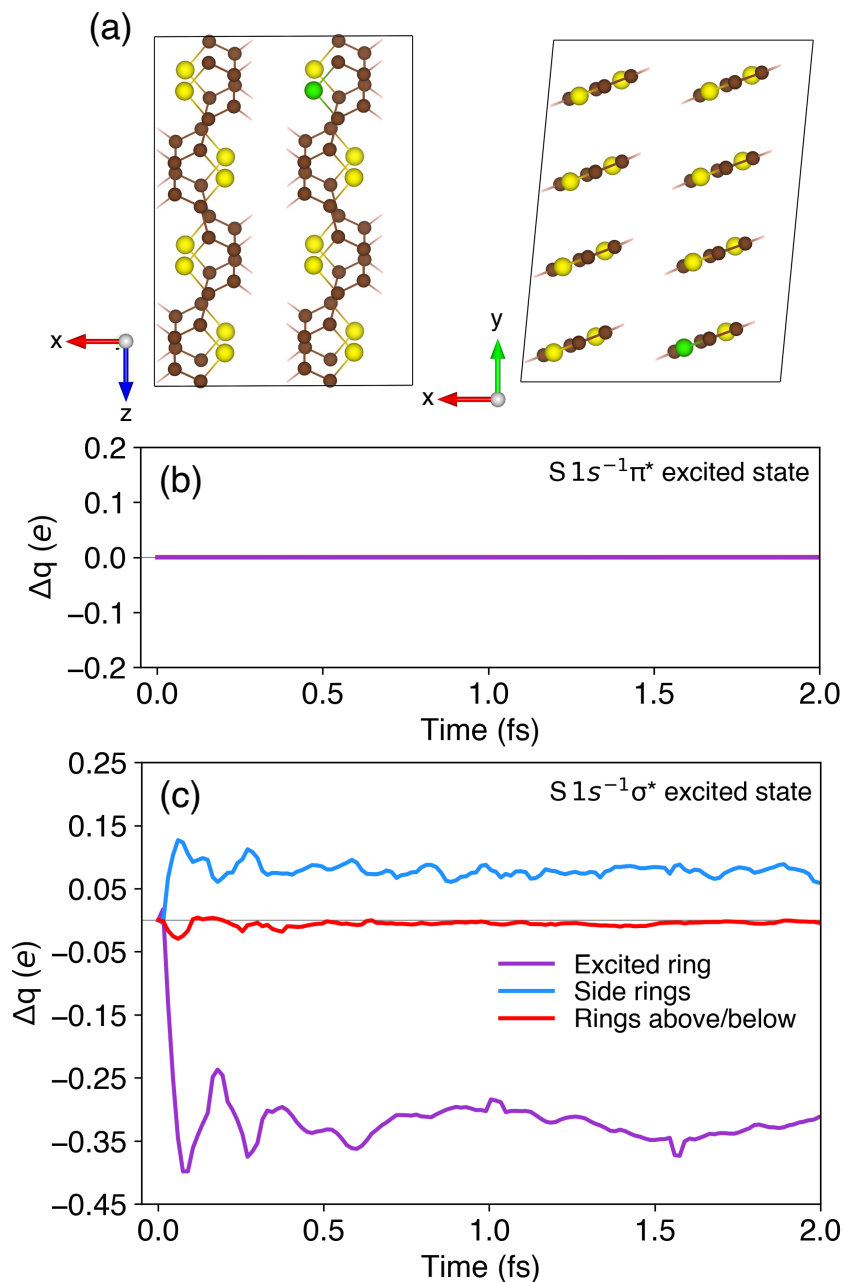 (a)
x
z
y
x
(b)
S 1s⁻¹π* excited state
0.2
0.1
0.0
−0.1
−0.2
Δq (e)
0.0 0.5 1.0 1.5 2.0
Time (fs)
(c)
S 1s⁻¹σ* excited state
0.25
0.15
0.05
−0.05
−0.15
−0.25
−0.35
−0.45
Δq (e)
Excited ring
Side rings
Rings above/below
0.0 0.5 1.0 1.5 2.0
Time (fs)